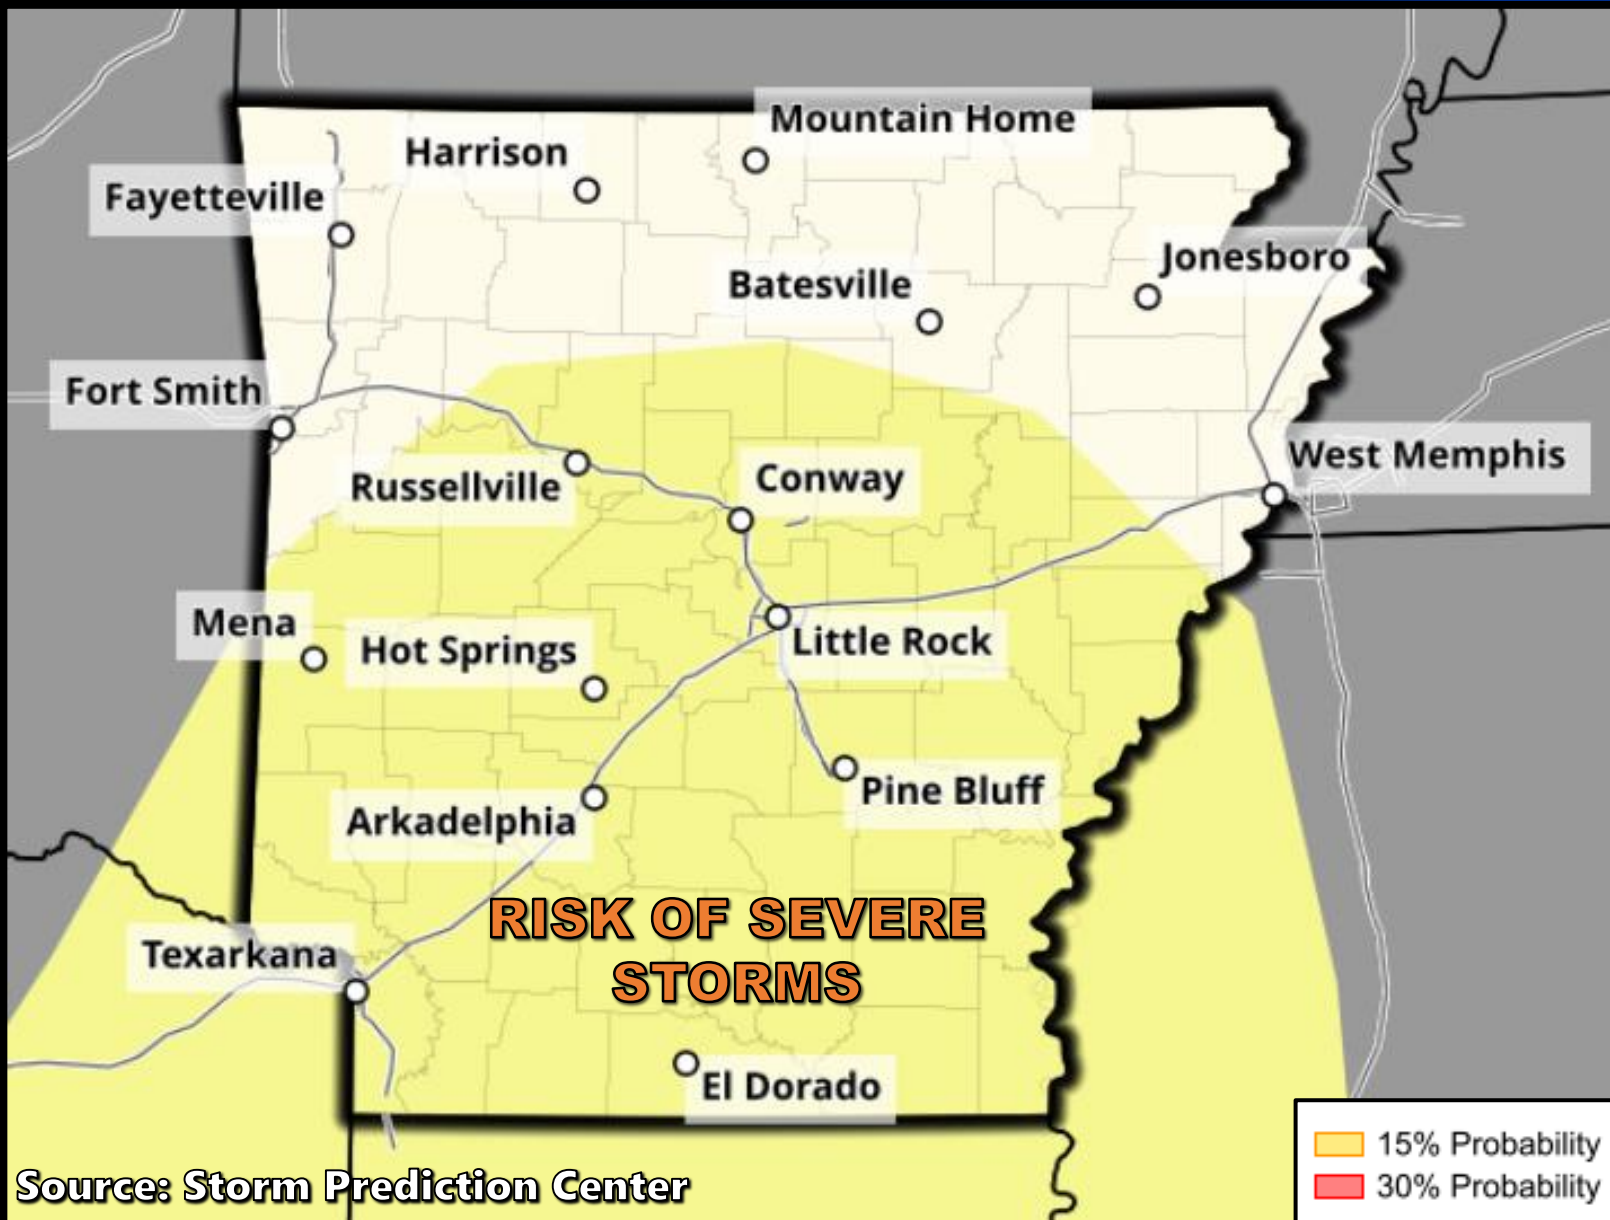 Mountain Home
Harrison
Fayetteville
Jonesboro
Batesville
Fort Smith
West Memphis
Conway
Russellville
Mena
Hot Springs
Little Rock
Pine Bluff
Arkadelphia
RISK OF SEVERE
STORMS
Texarkana
El Dorado
15% Probability
30% Probability
Source: Storm Prediction Center